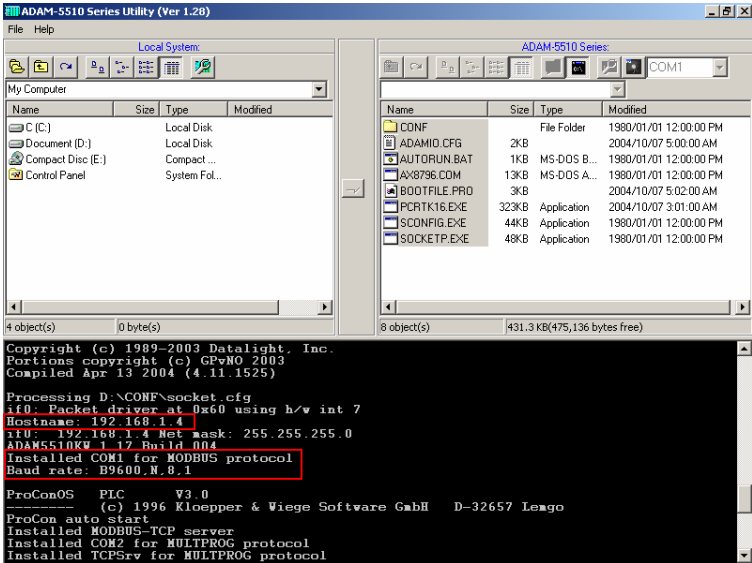 ADAM-5510 Series Utility (Ver 1.28)
File Help
Local System:
ADAM-5510 Series:
COM1
My Computer
Name Size Type Modified
C (C:) Local Disk
Document (D:) Local Disk
Compact Disc (E:) Compact ...
Control Panel System Fol...
Name Size Type Modified
CONF File Folder 1980/01/01 12:00:00 PM
ADAMIO.CFG 2KB 2004/10/07 5:00:00 AM
AUTORUN.BAT 1KB MS-DOS B... 1980/01/01 12:00:00 PM
AX8796.COM 13KB MS-DOS A... 1980/01/01 12:00:00 PM
BOOTFILE.PRO 3KB 2004/10/07 5:02:00 AM
PCRTK16.EXE 323KB Application 2004/10/07 3:01:00 AM
SCONFIG.EXE 44KB Application 1980/01/01 12:00:00 PM
SOCKETP.EXE 48KB Application 1980/01/01 12:00:00 PM
4 object(s) 0 byte(s)
8 object(s) 431.3 KB(475,136 bytes free)
Copyright (c) 1989-2003 Datalight, Inc.
Portions copyright (c) GPvNO 2003
Compiled Apr 13 2004 (4.11.1525)
Processing D:\CONF\socket.cfg
if0: Packet driver at 0x60 using h/w int 7
Hostname: 192.168.1.4
if0: 192.168.1.4 Net mask: 255.255.255.0
ADAM5510KW 1.17 Build 004
Installed COM1 for MODBUS protocol
Baud rate: B9600,N,8,1
ProConOS PLC V3.0
-------- (c) 1996 Kloepper & Wiege Software GmbH D-32657 Lemgo
ProCon auto start
Installed MODBUS-TCP server
Installed COM2 for MULTPROG protocol
Installed TCPSrv for MULTPROG protocol